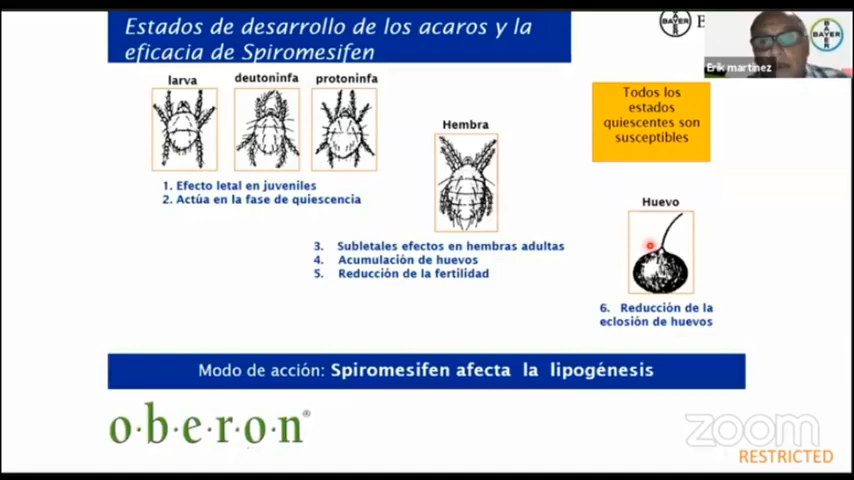 Estados de desarrollo de los acaros y la
eficacia de Spiromesifen
BAYER
E
BAYER
Erik martinez
larva
deutoninfa
protoninfa
Hembra
Todos los
estados
quiescentes son
susceptibles
1. Efecto letal en juveniles
2. Actúa en la fase de quiescencia
Huevo
3. Subletales efectos en hembras adultas
4. Acumulación de huevos
5. Reducción de la fertilidad
6. Reducción de la
eclosión de huevos
Modo de acción: Spiromesifen afecta la lipogénesis
o·b·e·r·o·n®
zoom
RESTRICTED